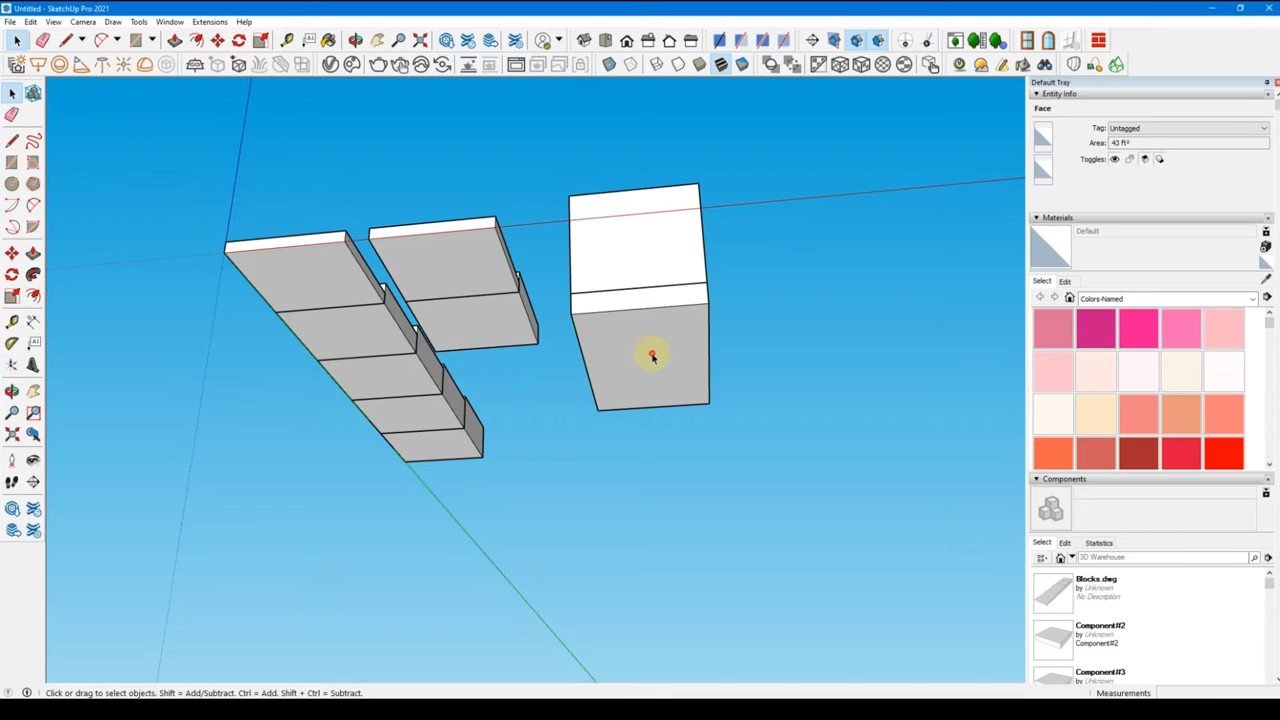 Untitled - SketchUp Pro 2021
File Edit View Camera Draw Tools Window Extensions Help
Default Tray
Entity Info
Face
Tag: Untagged
Area: 43 ft²
Toggles:
Materials
Default
Select Edit
Colors-Named
Components
Select Edit Statistics
3D Warehouse
Blocks.dwg
by Unknown
No Description
Component#2
by Unknown
Component#2
Component#3
by Unknown
Click or drag to select objects. Shift = Add/Subtract. Ctrl = Add. Shift + Ctrl = Subtract.
Measurements